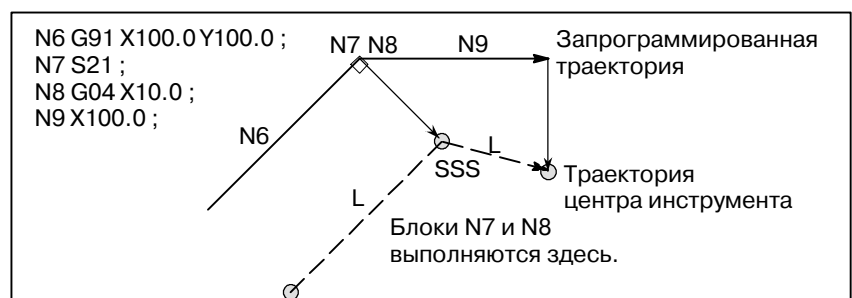 N6 G91 X100.0 Y100.0 ;
N7 S21 ;
N8 G04 X10.0 ;
N9 X100.0 ;
N7 N8
N9
Запрограммированная
траектория
N6
L
SSS
L
Траектория
центра инструмента
Блоки N7 и N8
выполняются здесь.